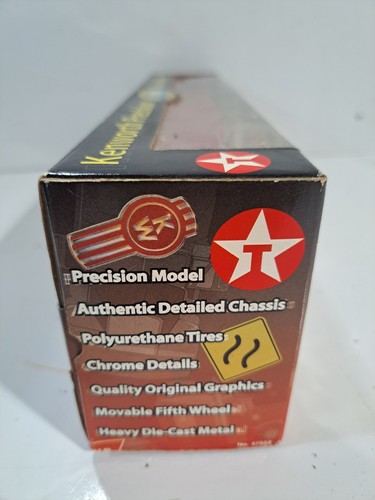 Kenworth
KW
T
Precision Model
Authentic Detailed Chassis
Polyurethane Tires
Chrome Details
Quality Original Graphics
Movable Fifth Wheel
Heavy Die-Cast Metal